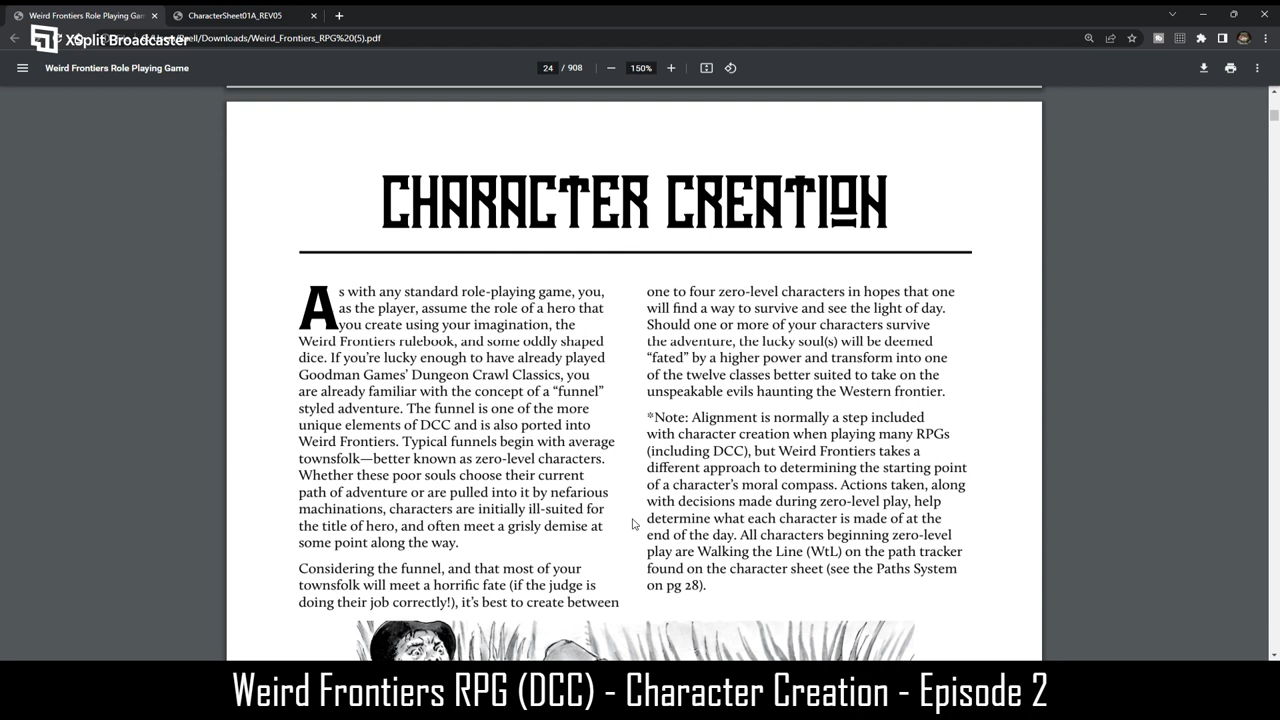 Weird Frontiers Role Playing Gam
CharacterSheet01A_REV05
XSplit Broadcaster
ell/Downloads/Weird_Frontiers_RPG%20(5).pdf
Weird Frontiers Role Playing Game
24 / 908
150%
CHARACTER CREATION
As with any standard role-playing game, you,
as the player, assume the role of a hero that
you create using your imagination, the
Weird Frontiers rulebook, and some oddly shaped
dice. If you're lucky enough to have already played
Goodman Games' Dungeon Crawl Classics, you
are already familiar with the concept of a “funnel”
styled adventure. The funnel is one of the more
unique elements of DCC and is also ported into
Weird Frontiers. Typical funnels begin with average
townsfolk—better known as zero-level characters.
Whether these poor souls choose their current
path of adventure or are pulled into it by nefarious
machinations, characters are initially ill-suited for
the title of hero, and often meet a grisly demise at
some point along the way.
Considering the funnel, and that most of your
townsfolk will meet a horrific fate (if the judge is
doing their job correctly!), it's best to create between
one to four zero-level characters in hopes that one
will find a way to survive and see the light of day.
Should one or more of your characters survive
the adventure, the lucky soul(s) will be deemed
“fated” by a higher power and transform into one
of the twelve classes better suited to take on the
unspeakable evils haunting the Western frontier.
*Note: Alignment is normally a step included
with character creation when playing many RPGs
(including DCC), but Weird Frontiers takes a
different approach to determining the starting point
of a character's moral compass. Actions taken, along
with decisions made during zero-level play, help
determine what each character is made of at the
end of the day. All characters beginning zero-level
play are Walking the Line (WtL) on the path tracker
found on the character sheet (see the Paths System
on pg 28).
Weird Frontiers RPG (DCC) - Character Creation - Episode 2